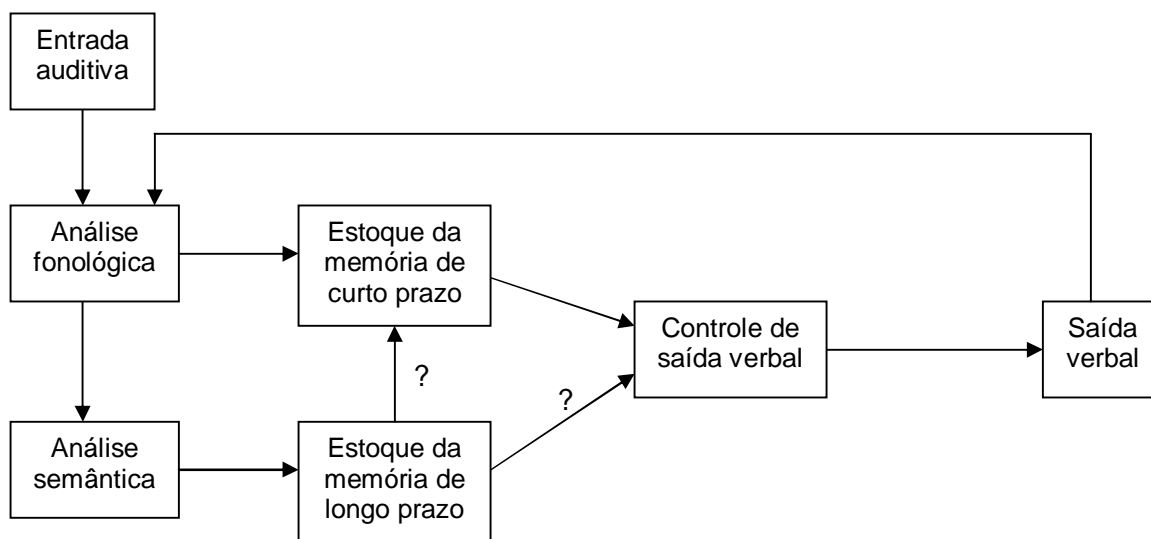 Entrada
auditiva
Análise
fonológica
Estoque da
memória de
curto prazo
Controle de
saída verbal
Saída
verbal
?
?
Análise
semântica
Estoque da
memória de
longo prazo